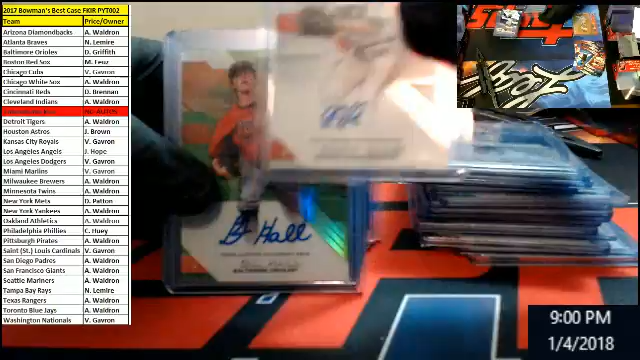 2017 Bowman's Best Case FKIR PYT002
Team Price/Owner
Arizona Diamondbacks A. Waldron
Atlanta Braves N. Lemire
Baltimore Orioles D. Griffith
Boston Red Sox M. Feuz
Chicago Cubs V. Gavron
Chicago White Sox A. Waldron
Cincinnati Reds D. Brennan
Cleveland Indians A. Waldron
Detroit Tigers A. Waldron
Houston Astros J. Brown
Kansas City Royals V. Gavron
Los Angeles Angels J. Hope
Los Angeles Dodgers V. Gavron
Miami Marlins V. Gavron
Milwaukee Brewers A. Waldron
Minnesota Twins A. Waldron
New York Mets D. Patton
New York Yankees A. Waldron
Oakland Athletics A. Waldron
Philadelphia Phillies C. Huey
Pittsburgh Pirates A. Waldron
Saint (St.) Louis Cardinals V. Gavron
San Diego Padres A. Waldron
San Francisco Giants A. Waldron
Seattle Mariners A. Waldron
Tampa Bay Rays N. Lemire
Texas Rangers A. Waldron
Toronto Blue Jays A. Waldron
Washington Nationals V. Gavron
Hall
9:00 PM
1/4/2018